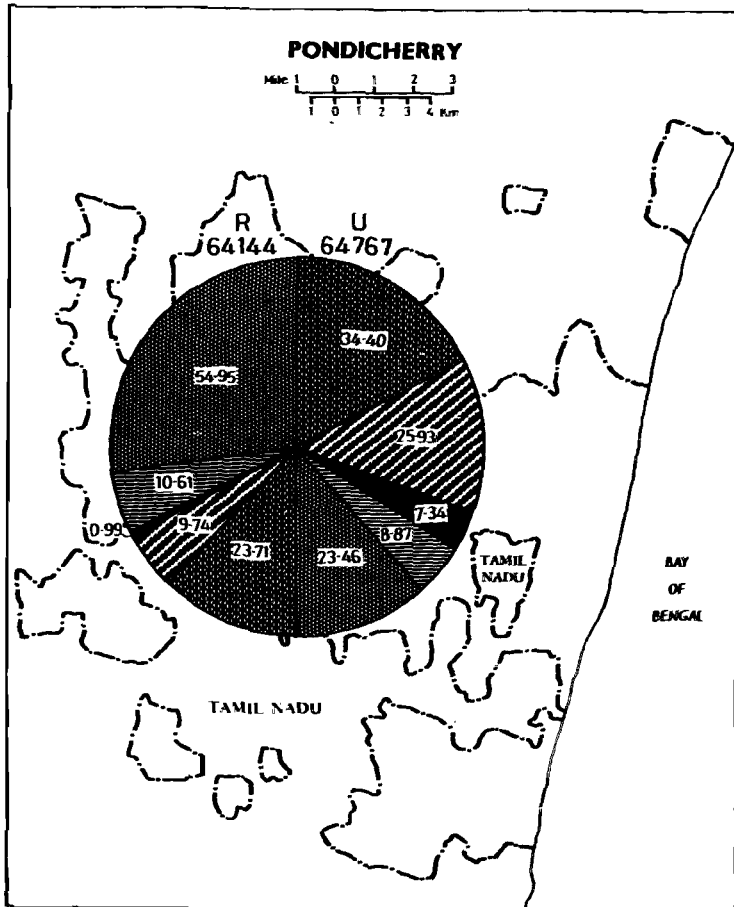 PONDICHERRY
Mile 1 0 1 2 3
1 0 1 2 3 4 Km
R U
64144 64767
34·40
54·95
25·93
10·61
7·34
0·99
9·74
8·87
23·71
23·46
TAMIL
NADU
BAY
OF
BENGAL
TAMIL NADU